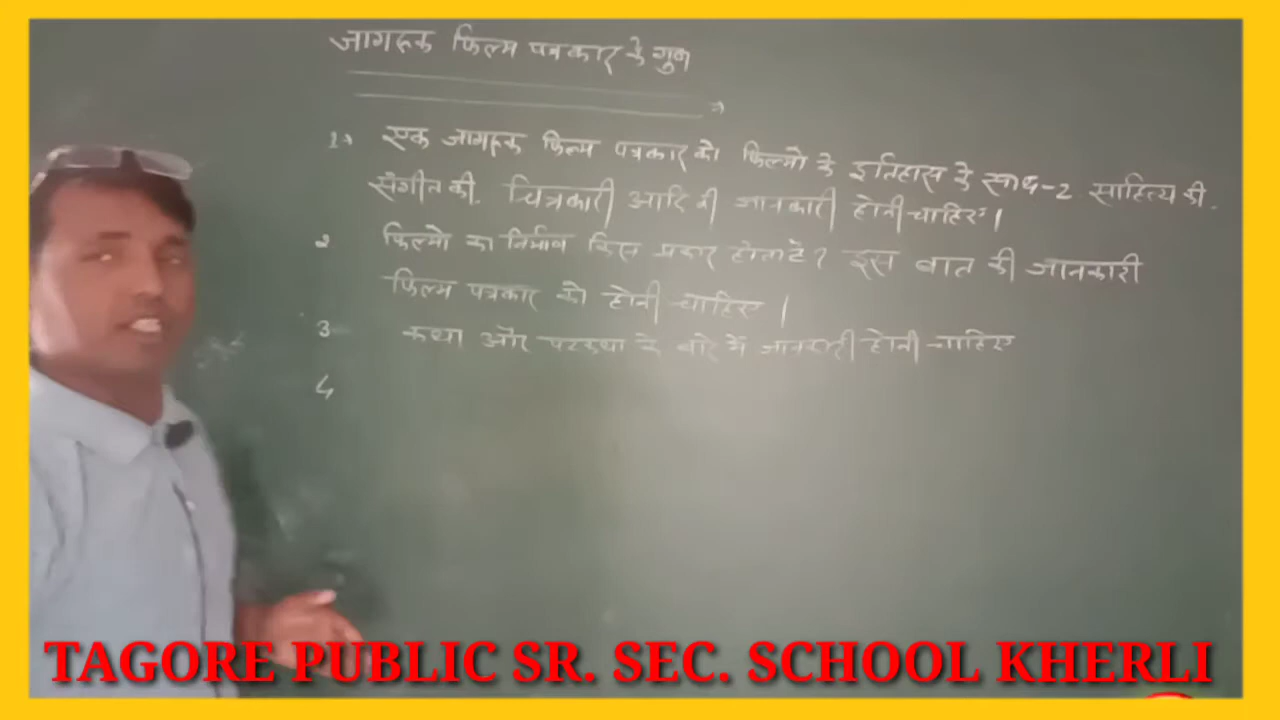 जागरूक फिल्म पत्रकार के गुण
1→ एक जागरूक फिल्म पत्रकार को फिल्मो के इतिहास के साथ-2 साहित्य की.
संगीत की. चित्रकारी आदि की जानकारी होनी चाहिए।
2 फिल्मो का निर्माण किस प्रकार होता है? इस बात की जानकारी
फिल्म पत्रकार को होनी चाहिए।
3 कथा और पटकथा के बारे में जानकारी होनी चाहिए
4
TAGORE PUBLIC SR. SEC. SCHOOL KHERLI